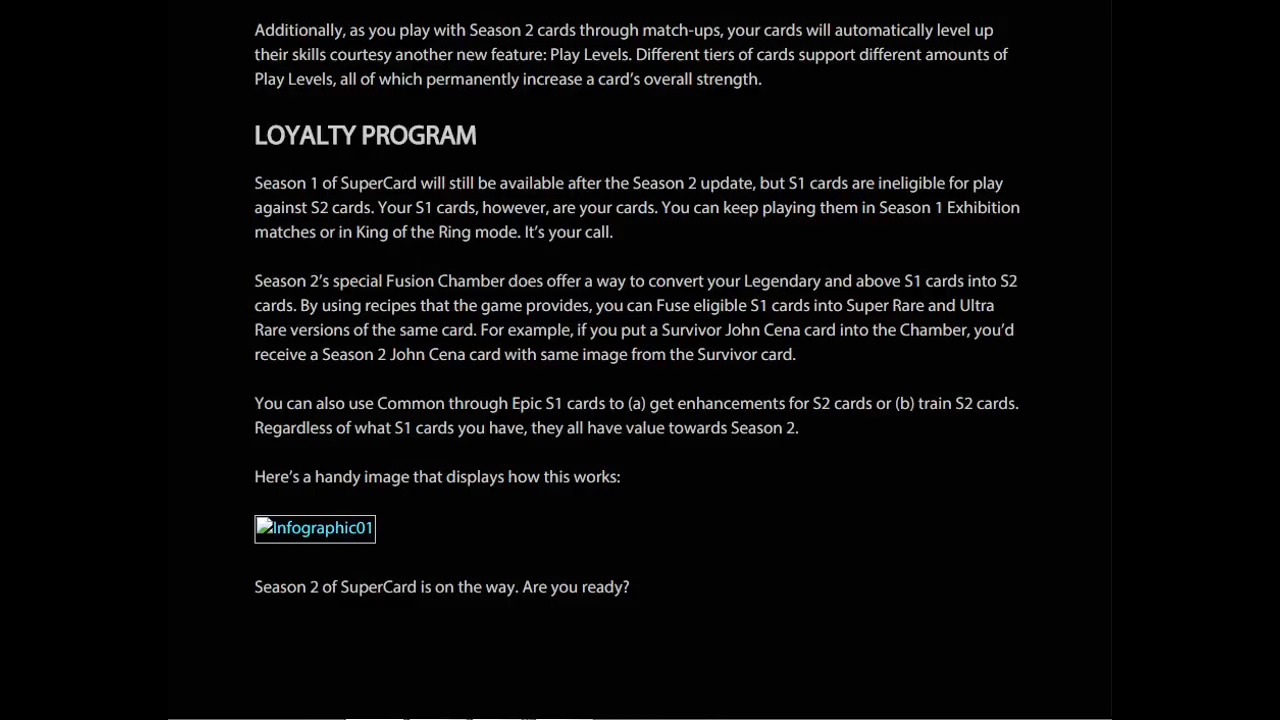 Additionally, as you play with Season 2 cards through match-ups, your cards will automatically level up
their skills courtesy another new feature: Play Levels. Different tiers of cards support different amounts of
Play Levels, all of which permanently increase a card’s overall strength.
LOYALTY PROGRAM
Season 1 of SuperCard will still be available after the Season 2 update, but S1 cards are ineligible for play
against S2 cards. Your S1 cards, however, are your cards. You can keep playing them in Season 1 Exhibition
matches or in King of the Ring mode. It’s your call.
Season 2’s special Fusion Chamber does offer a way to convert your Legendary and above S1 cards into S2
cards. By using recipes that the game provides, you can Fuse eligible S1 cards into Super Rare and Ultra
Rare versions of the same card. For example, if you put a Survivor John Cena card into the Chamber, you’d
receive a Season 2 John Cena card with same image from the Survivor card.
You can also use Common through Epic S1 cards to (a) get enhancements for S2 cards or (b) train S2 cards.
Regardless of what S1 cards you have, they all have value towards Season 2.
Here’s a handy image that displays how this works:
Infographic01
Season 2 of SuperCard is on the way. Are you ready?